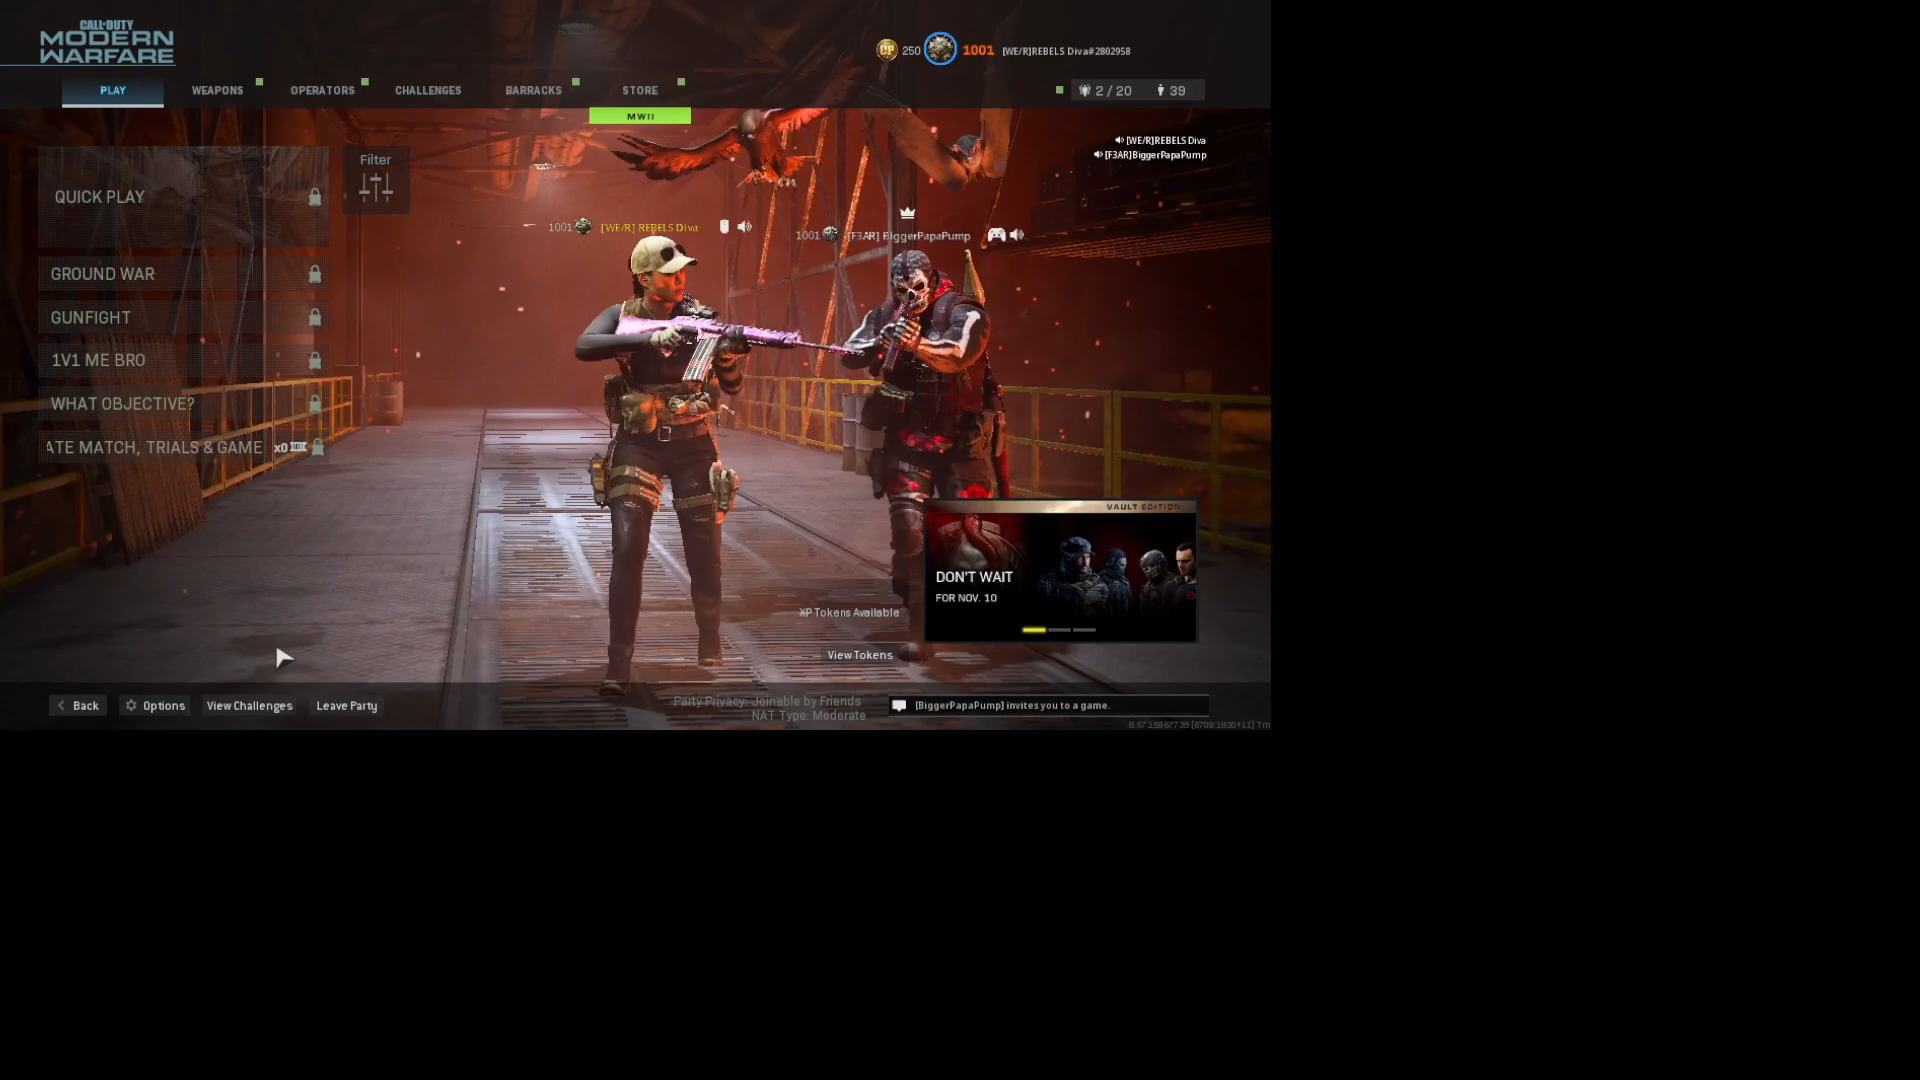 CALL OF DUTY
MODERN
WARFARE
CP 250 1001 [WE/R]REBELS Diva#2802958
PLAY WEAPONS OPERATORS CHALLENGES BARRACKS STORE
2 / 20 39
MWII
[WE/R]REBELS Diva
[F3AR]BiggerPapaPump
QUICK PLAY
Filter
1001 [WE/R] REBELS Diva
1001 [F3AR] BiggerPapaPump
GROUND WAR
GUNFIGHT
1V1 ME BRO
WHAT OBJECTIVE?
ATE MATCH, TRIALS & GAME x0
VAULT EDITION
DON'T WAIT
FOR NOV. 10
XP Tokens Available
View Tokens
Back Options View Challenges Leave Party
Party Privacy: Joinable by Friends
NAT Type: Moderate
[BiggerPapaPump] invites you to a game.